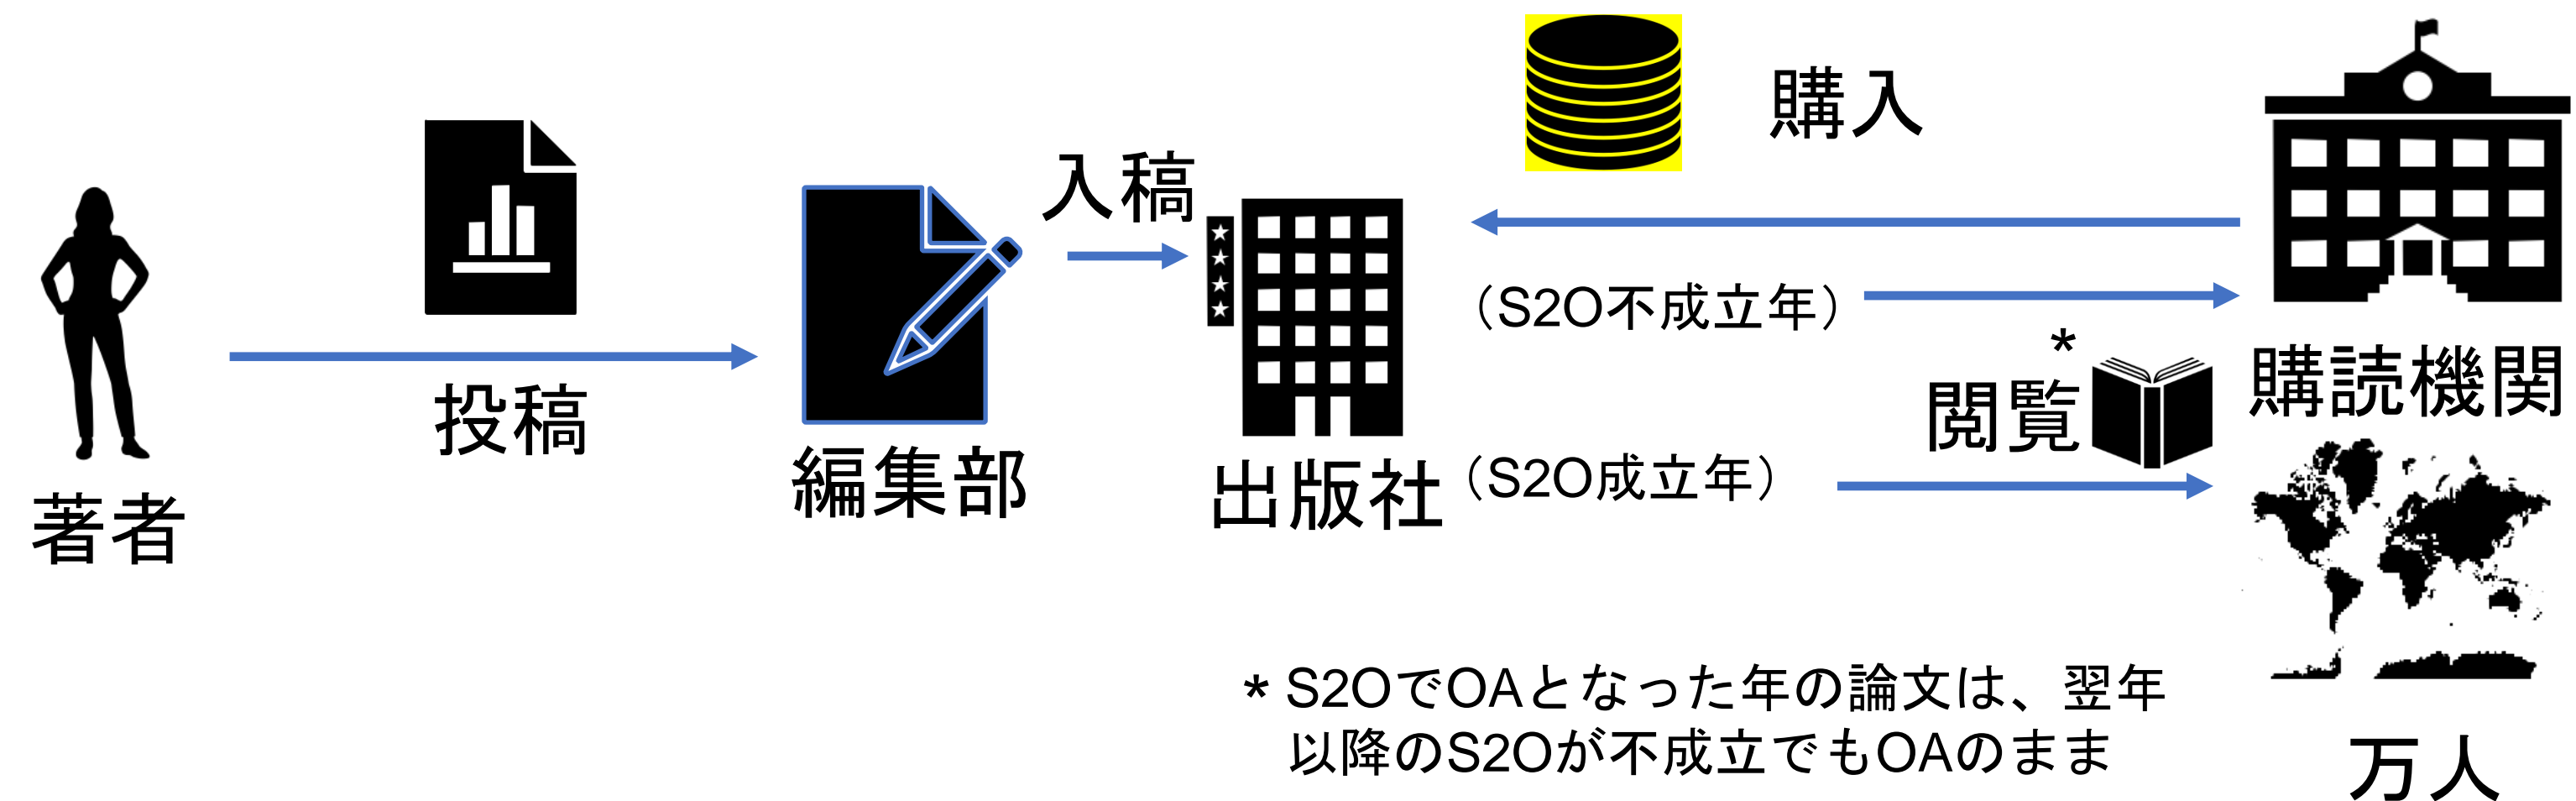 著者
投稿
編集部
入稿
出版社
購入
（S2O不成立年）
*
閲覧
（S2O成立年）
購読機関
万人
* S2OでOAとなった年の論文は、翌年
以降のS2Oが不成立でもOAのまま